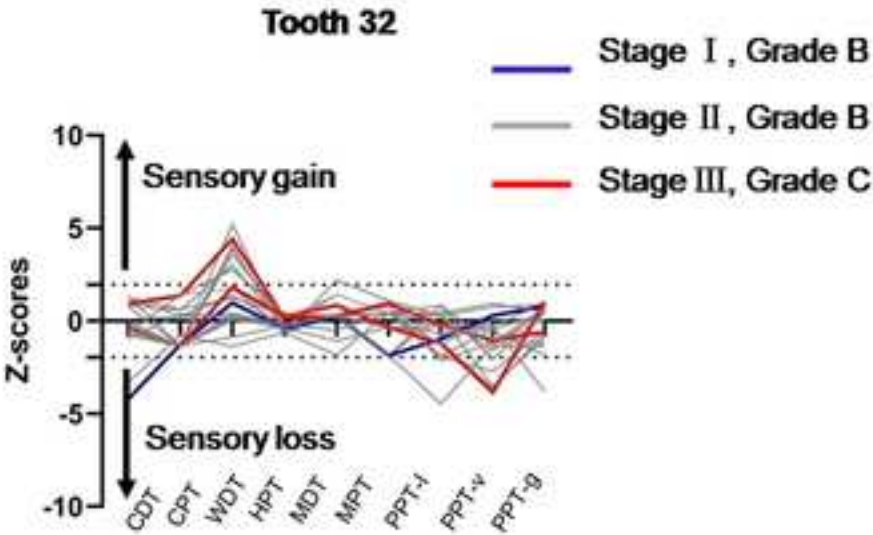 Tooth 32
Stage Ⅰ, Grade B
Stage Ⅱ, Grade B
Stage Ⅲ, Grade C
10
Sensory gain
5
Z-scores
0
-5
Sensory loss
-10
CDT
CPT
WDT
HPT
MDT
MPT
PPT-l
PPT-v
PPT-g